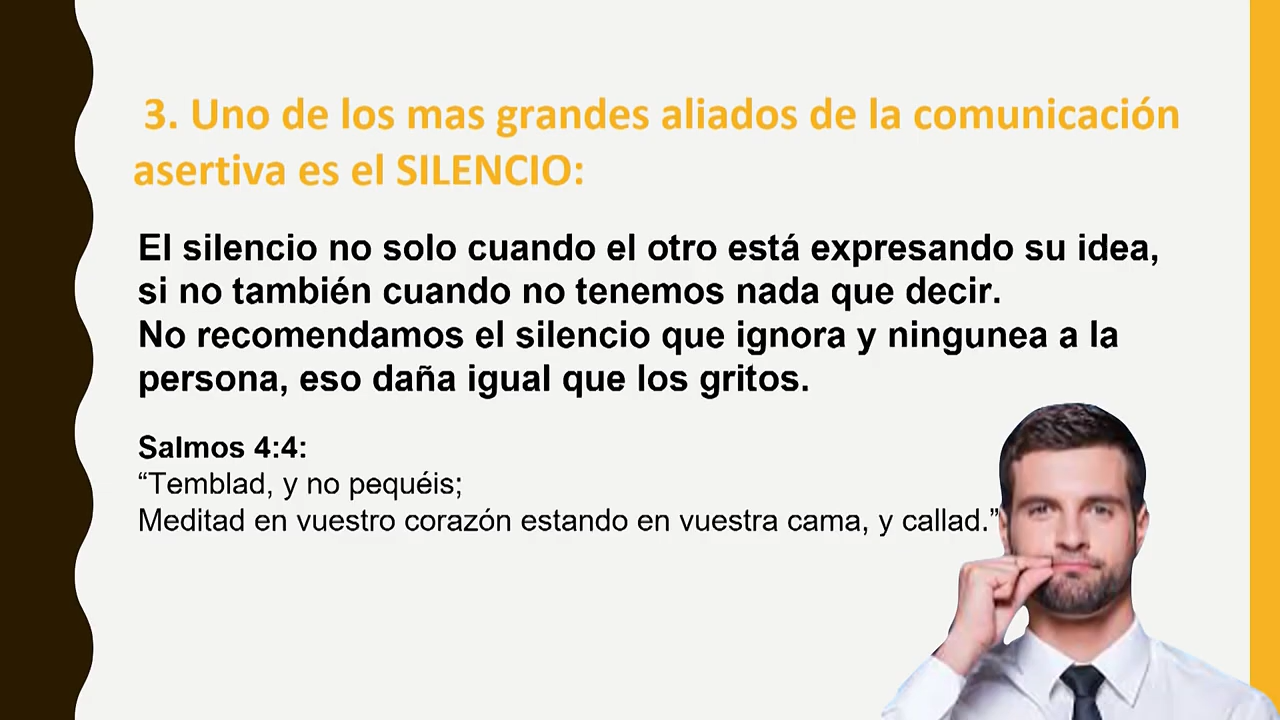 3. Uno de los mas grandes aliados de la comunicación
asertiva es el SILENCIO:
El silencio no solo cuando el otro está expresando su idea,
si no también cuando no tenemos nada que decir.
No recomendamos el silencio que ignora y ningunea a la
persona, eso daña igual que los gritos.
Salmos 4:4:
“Temblad, y no pequéis;
Meditad en vuestro corazón estando en vuestra cama, y callad.”